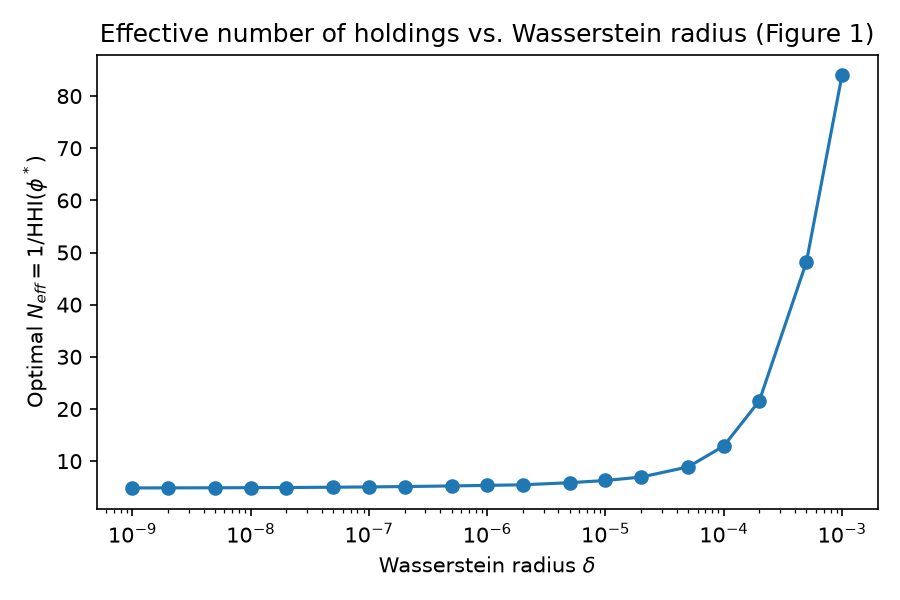 Effective number of holdings vs. Wasserstein radius (Figure 1)
Optimal N_eff = 1/HHI(ϕ*)
80
70
60
50
40
30
20
10
10⁻⁹ 10⁻⁸ 10⁻⁷ 10⁻⁶ 10⁻⁵ 10⁻⁴ 10⁻³
Wasserstein radius δ